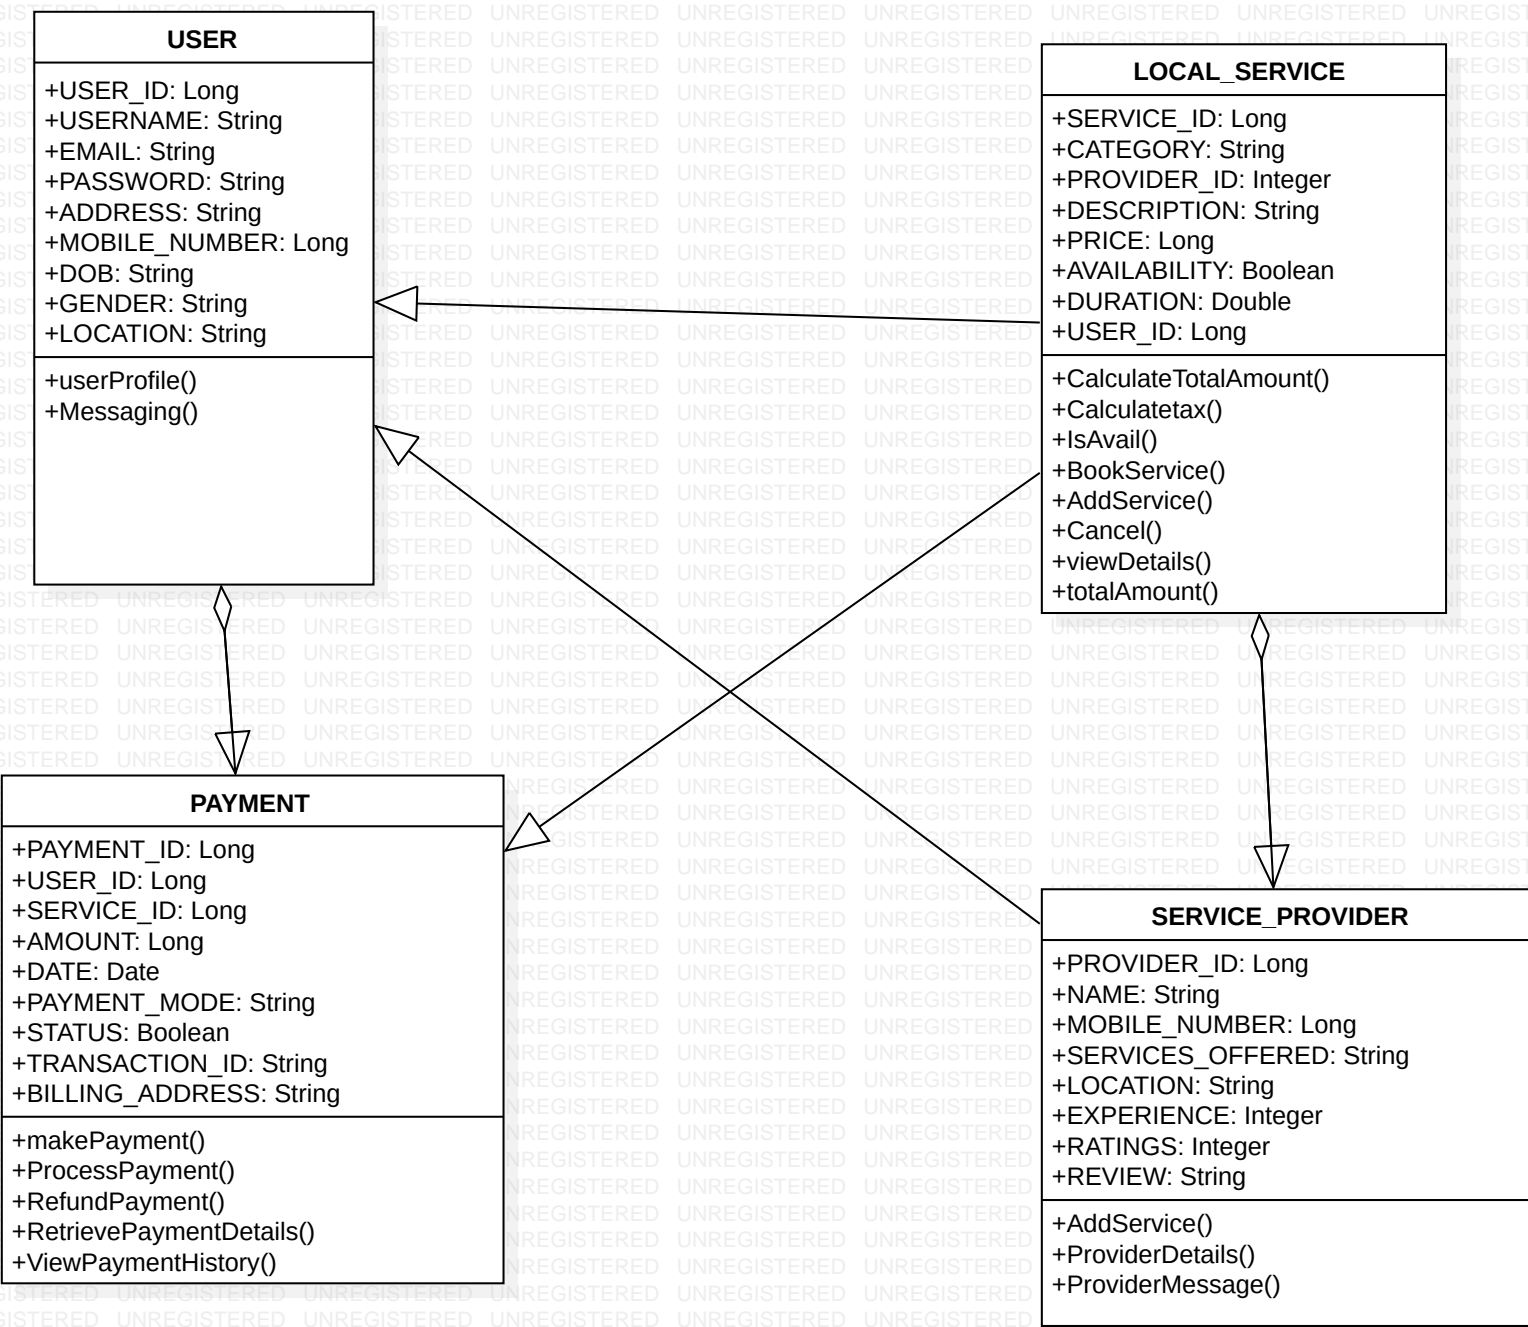 USER
+USER_ID: Long
+USERNAME: String
+EMAIL: String
+PASSWORD: String
+ADDRESS: String
+MOBILE_NUMBER: Long
+DOB: String
+GENDER: String
+LOCATION: String
+userProfile()
+Messaging()
LOCAL_SERVICE
+SERVICE_ID: Long
+CATEGORY: String
+PROVIDER_ID: Integer
+DESCRIPTION: String
+PRICE: Long
+AVAILABILITY: Boolean
+DURATION: Double
+USER_ID: Long
+CalculateTotalAmount()
+Calculatetax()
+IsAvail()
+BookService()
+AddService()
+Cancel()
+viewDetails()
+totalAmount()
PAYMENT
+PAYMENT_ID: Long
+USER_ID: Long
+SERVICE_ID: Long
+AMOUNT: Long
+DATE: Date
+PAYMENT_MODE: String
+STATUS: Boolean
+TRANSACTION_ID: String
+BILLING_ADDRESS: String
+makePayment()
+ProcessPayment()
+RefundPayment()
+RetrievePaymentDetails()
+ViewPaymentHistory()
SERVICE_PROVIDER
+PROVIDER_ID: Long
+NAME: String
+MOBILE_NUMBER: Long
+SERVICES_OFFERED: String
+LOCATION: String
+EXPERIENCE: Integer
+RATINGS: Integer
+REVIEW: String
+AddService()
+ProviderDetails()
+ProviderMessage()
UNREGISTERED